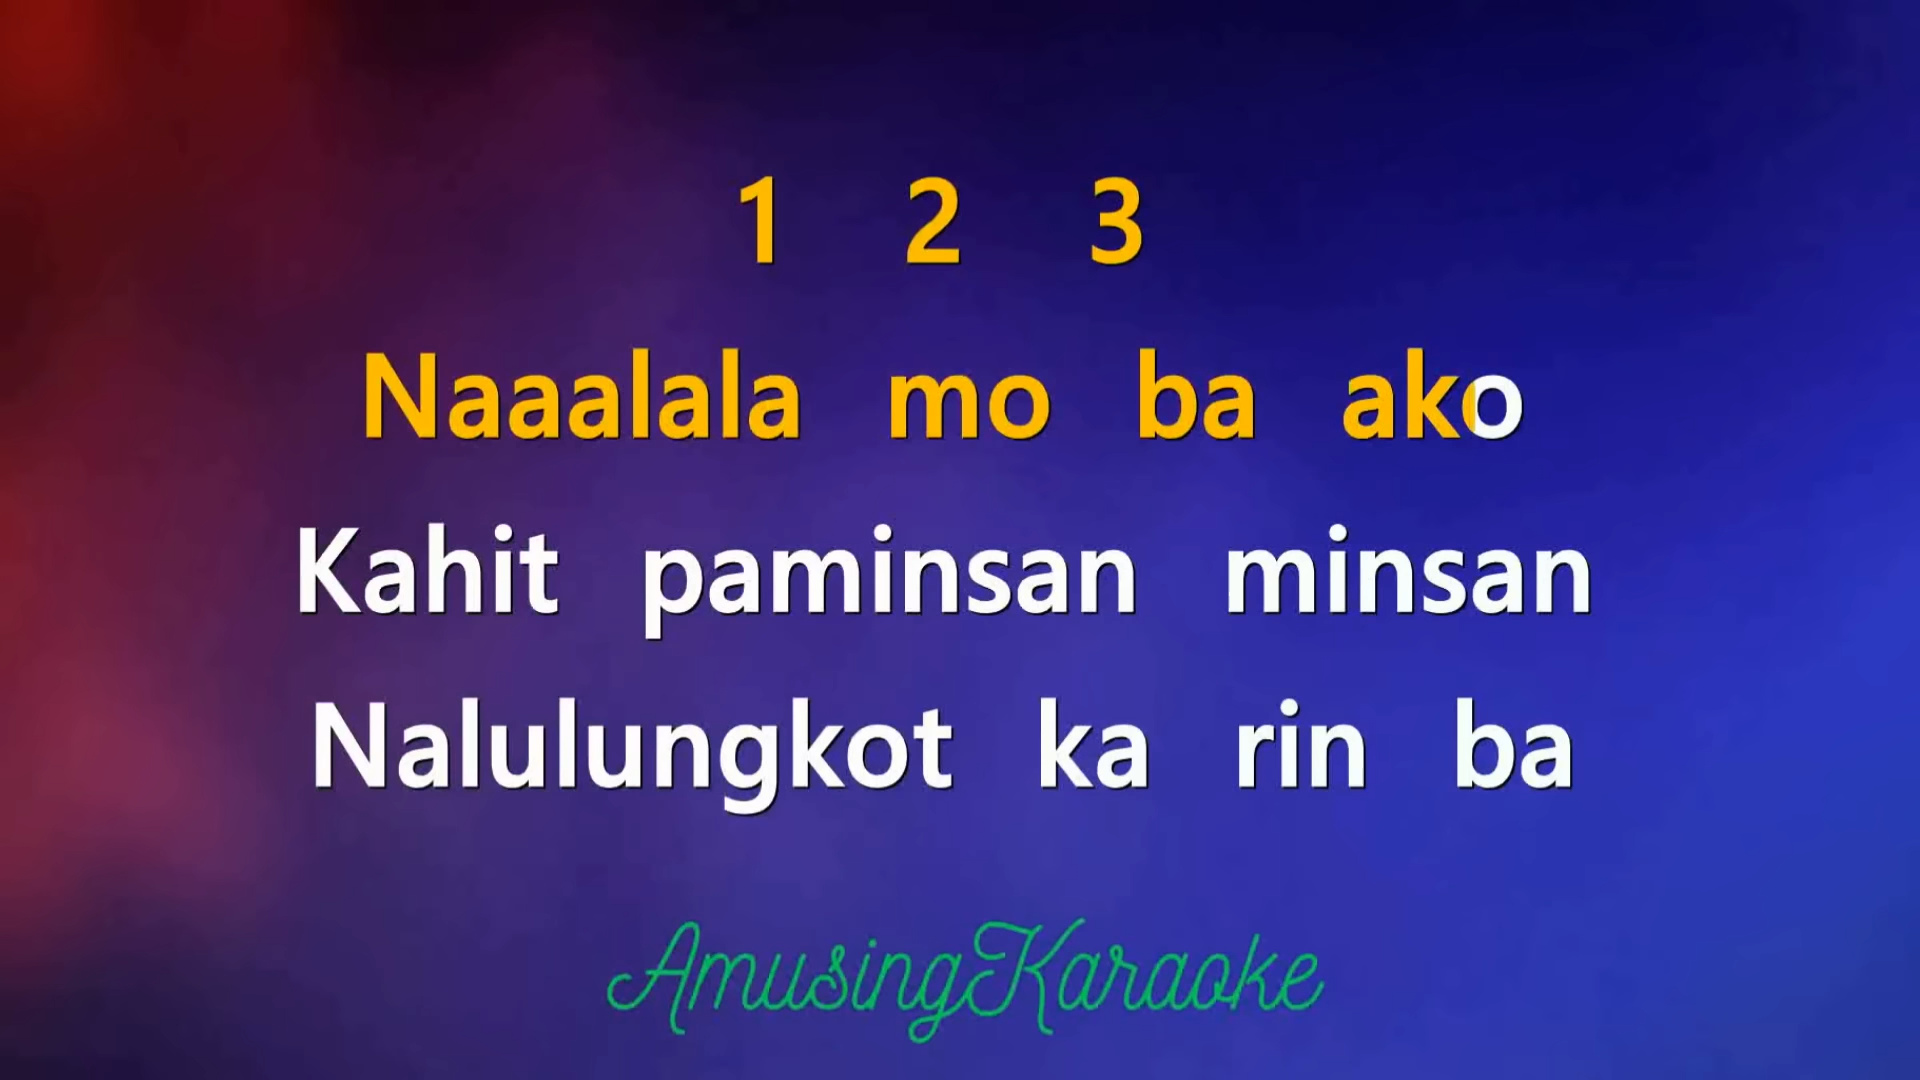 1 2 3
Naaalala mo ba ako
Kahit paminsan minsan
Nalulungkot ka rin ba
AmusingKaraoke